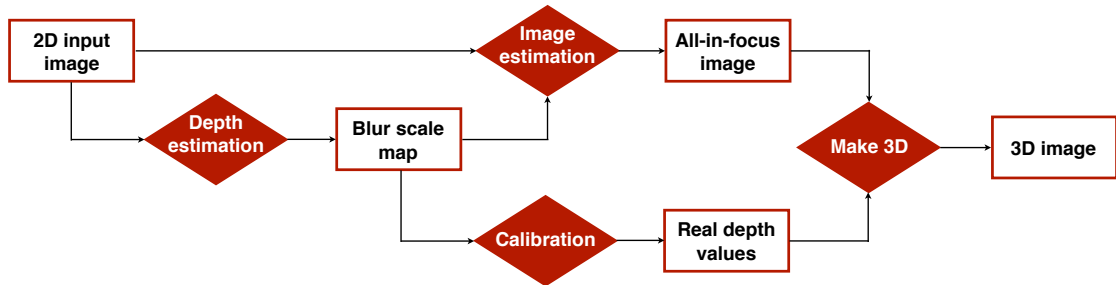 2D input
image
Image
estimation
All-in-focus
image
Depth
estimation
Blur scale
map
Make 3D
3D image
Calibration
Real depth
values